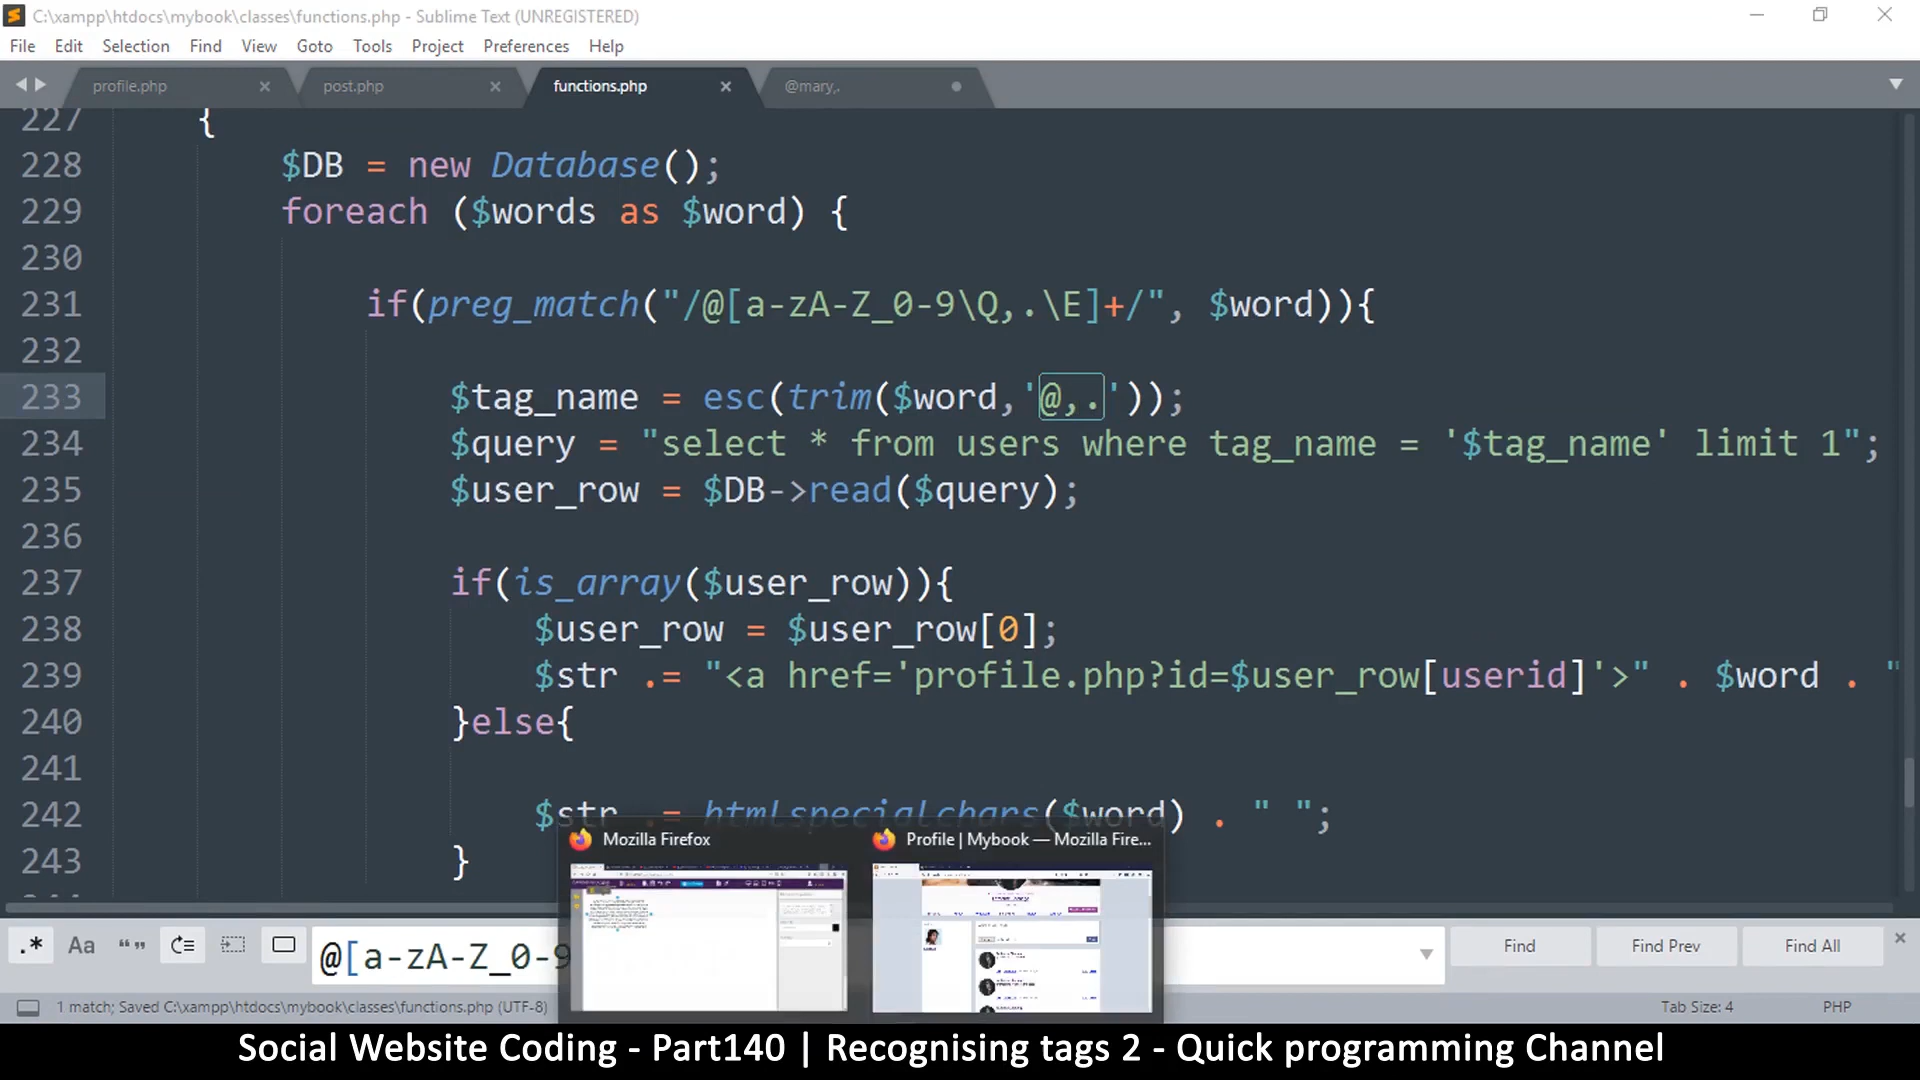 C:\xampp\htdocs\mybook\classes\functions.php - Sublime Text (UNREGISTERED)
File Edit Selection Find View Goto Tools Project Preferences Help
profile.php post.php functions.php @mary,.
227 {
228 $DB = new Database();
229 foreach ($words as $word) {
230
231 if(preg_match("/@[a-zA-Z_0-9\Q,.\E]+/", $word)){
232
233 $tag_name = esc(trim($word,'@,.'));
234 $query = "select * from users where tag_name = '$tag_name' limit 1";
235 $user_row = $DB->read($query);
236
237 if(is_array($user_row)){
238 $user_row = $user_row[0];
239 $str .= "<a href='profile.php?id=$user_row[userid]'>" . $word . "
240 }else{
241
242 $str .= htmlspecialchars($word) . " ";
243 }
Mozilla Firefox Profile | Mybook — Mozilla Fire...
.* Aa “” @[a-zA-Z_0-9 Find Find Prev Find All
1 match; Saved C:\xampp\htdocs\mybook\classes\functions.php (UTF-8) Tab Size: 4 PHP
Social Website Coding - Part140 | Recognising tags 2 - Quick programming Channel